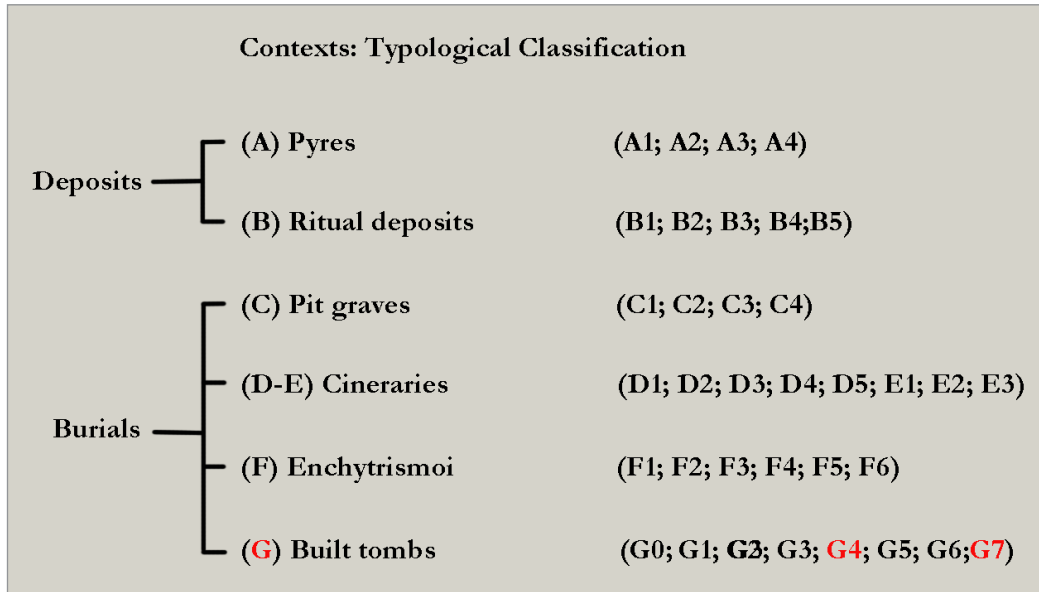 Contexts: Typological Classification
Deposits
(A) Pyres (A1; A2; A3; A4)
(B) Ritual deposits (B1; B2; B3; B4;B5)
Burials
(C) Pit graves (C1; C2; C3; C4)
(D-E) Cineraries (D1; D2; D3; D4; D5; E1; E2; E3)
(F) Enchytrismoi (F1; F2; F3; F4; F5; F6)
(G) Built tombs (G0; G1; G2; G3; G4; G5; G6;G7)